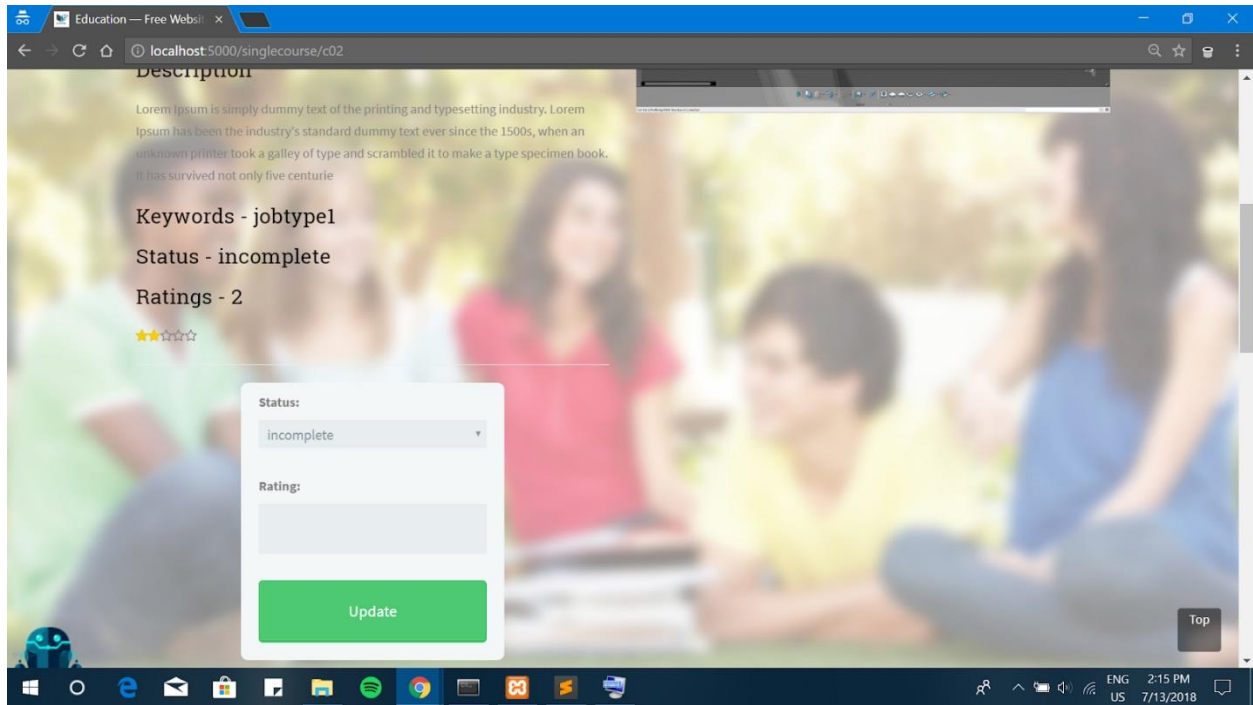 Education — Free Websit
localhost:5000/singlecourse/c02
Description
Lorem Ipsum is simply dummy text of the printing and typesetting industry. Lorem
Ipsum has been the industry's standard dummy text ever since the 1500s, when an
unknown printer took a galley of type and scrambled it to make a type specimen book.
It has survived not only five centurie
Keywords - jobtype1
Status - incomplete
Ratings - 2
Status:
incomplete
Rating:
Update
Top
ENG 2:15 PM
US 7/13/2018